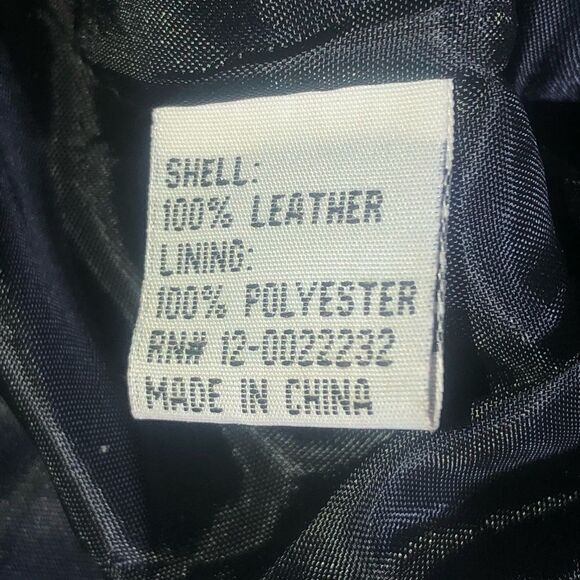 SHELL:
100% LEATHER
LINING:
100% POLYESTER
RN# 12-0022232
MADE IN CHINA